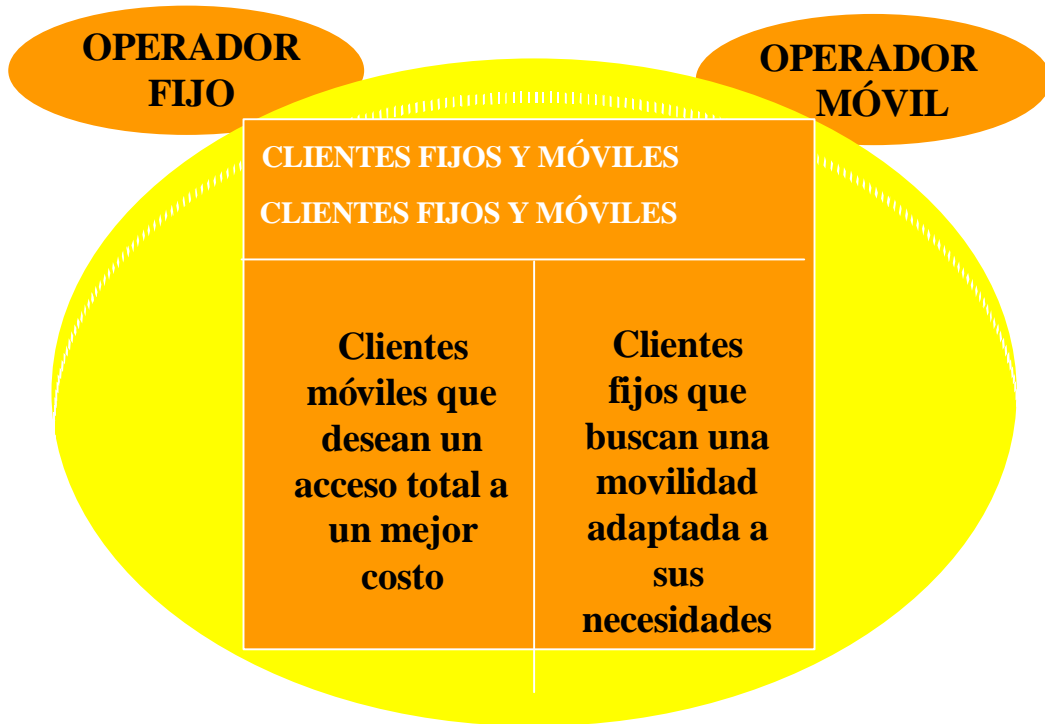 OPERADOR
FIJO
OPERADOR
MÓVIL
CLIENTES FIJOS Y MÓVILES
CLIENTES FIJOS Y MÓVILES
Clientes
móviles que
desean un
acceso total a
un mejor
costo
Clientes
fijos que
buscan una
movilidad
adaptada a
sus
necesidades